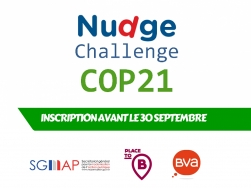 Nudge
Challenge
COP21
INSCRIPTION AVANT LE 30 SEPTEMBRE
SGMAP
PLACE
TO
B
BVA